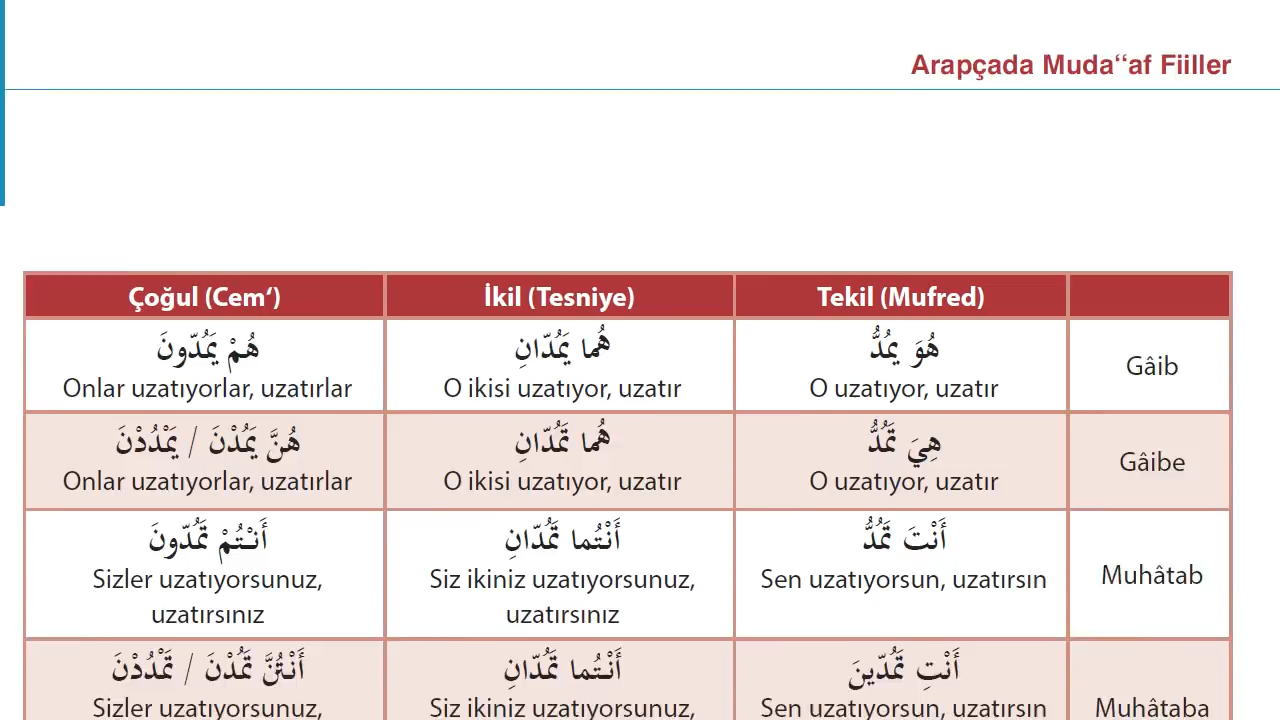 Arapçada Muda‘‘af Fiiller
Çoğul (Cem‘) İkil (Tesniye) Tekil (Mufred)
هُمْ يَمُدّونَ هُما يَمُدّانِ هُوَ يَمُدُّ
Onlar uzatıyorlar, uzatırlar O ikisi uzatıyor, uzatır O uzatıyor, uzatır Gâib
هُنَّ يَمُدْنَ / يَمْدُدْنَ هُما تَمُدّانِ هِيَ تَمُدُّ
Onlar uzatıyorlar, uzatırlar O ikisi uzatıyor, uzatır O uzatıyor, uzatır Gâibe
أَنْتُمْ تَمُدّونَ أَنْتُما تَمُدّانِ أَنْتَ تَمُدُّ
Sizler uzatıyorsunuz, Siz ikiniz uzatıyorsunuz, Sen uzatıyorsun, uzatırsın Muhâtab
uzatırsınız uzatırsınız
أَنْتُنَّ تَمُدْنَ / تَمْدُدْنَ أَنْتُما تَمُدّانِ أَنْتِ تَمُدّينَ
Sizler uzatıyorsunuz, Siz ikiniz uzatıyorsunuz, Sen uzatıyorsun, uzatırsın Muhâtaba